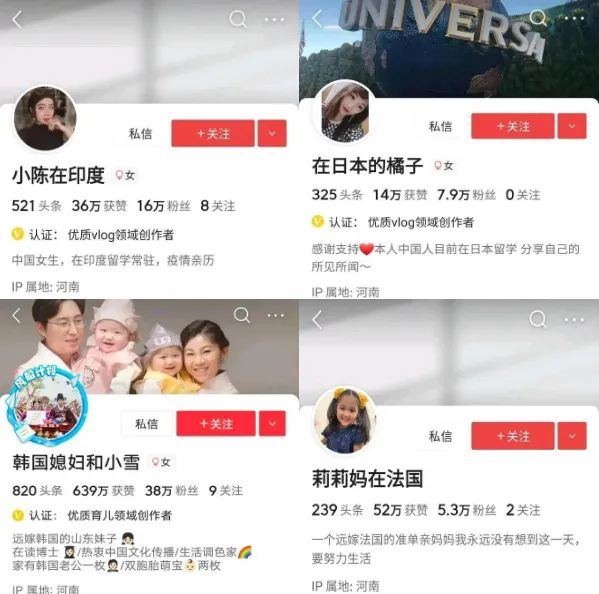 私信
+关注
小陈在印度 女
521 头条 36万 获赞 16万 粉丝 8 关注
认证： 优质vlog领域创作者
中国女生，在印度留学常驻，疫情亲历
IP 属地: 河南
UNIVERSA
私信
+关注
在日本的橘子 女
325 头条 14万 获赞 7.9万 粉丝 0 关注
认证： 优质vlog领域创作者
感谢支持❤️本人中国人目前在日本留学 分享自己的
所见所闻～
IP 属地: 河南
私信
+关注
韩国媳妇和小雪 女
820 头条 639万 获赞 38万 粉丝 9 关注
认证： 优质育儿领域创作者
远嫁韩国的山东妹子
在读博士 /热衷中国文化传播/生活调色家🌈
家有韩国老公一枚 /双胞胎萌宝 两枚
IP 属地: 河南
私信
+关注
莉莉妈在法国
239 头条 52万 获赞 5.3万 粉丝 2 关注
一个远嫁法国的准单亲妈妈我永远没有想到这一天，
要努力生活
IP 属地: 河南